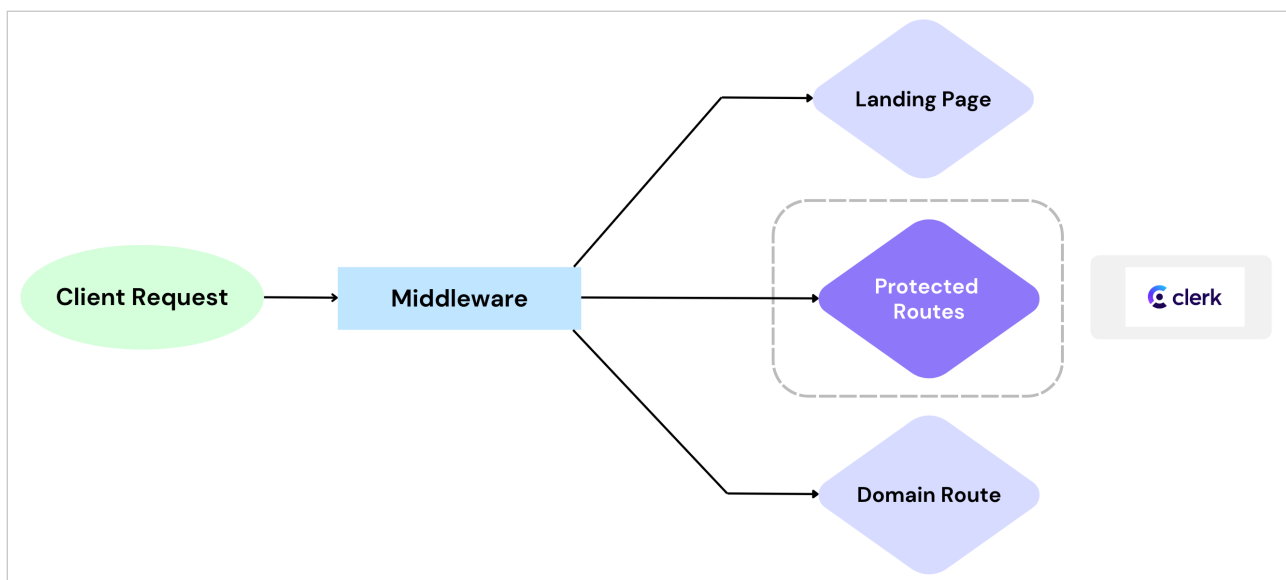 Landing Page
Client Request
Middleware
Protected
Routes
clerk
Domain Route